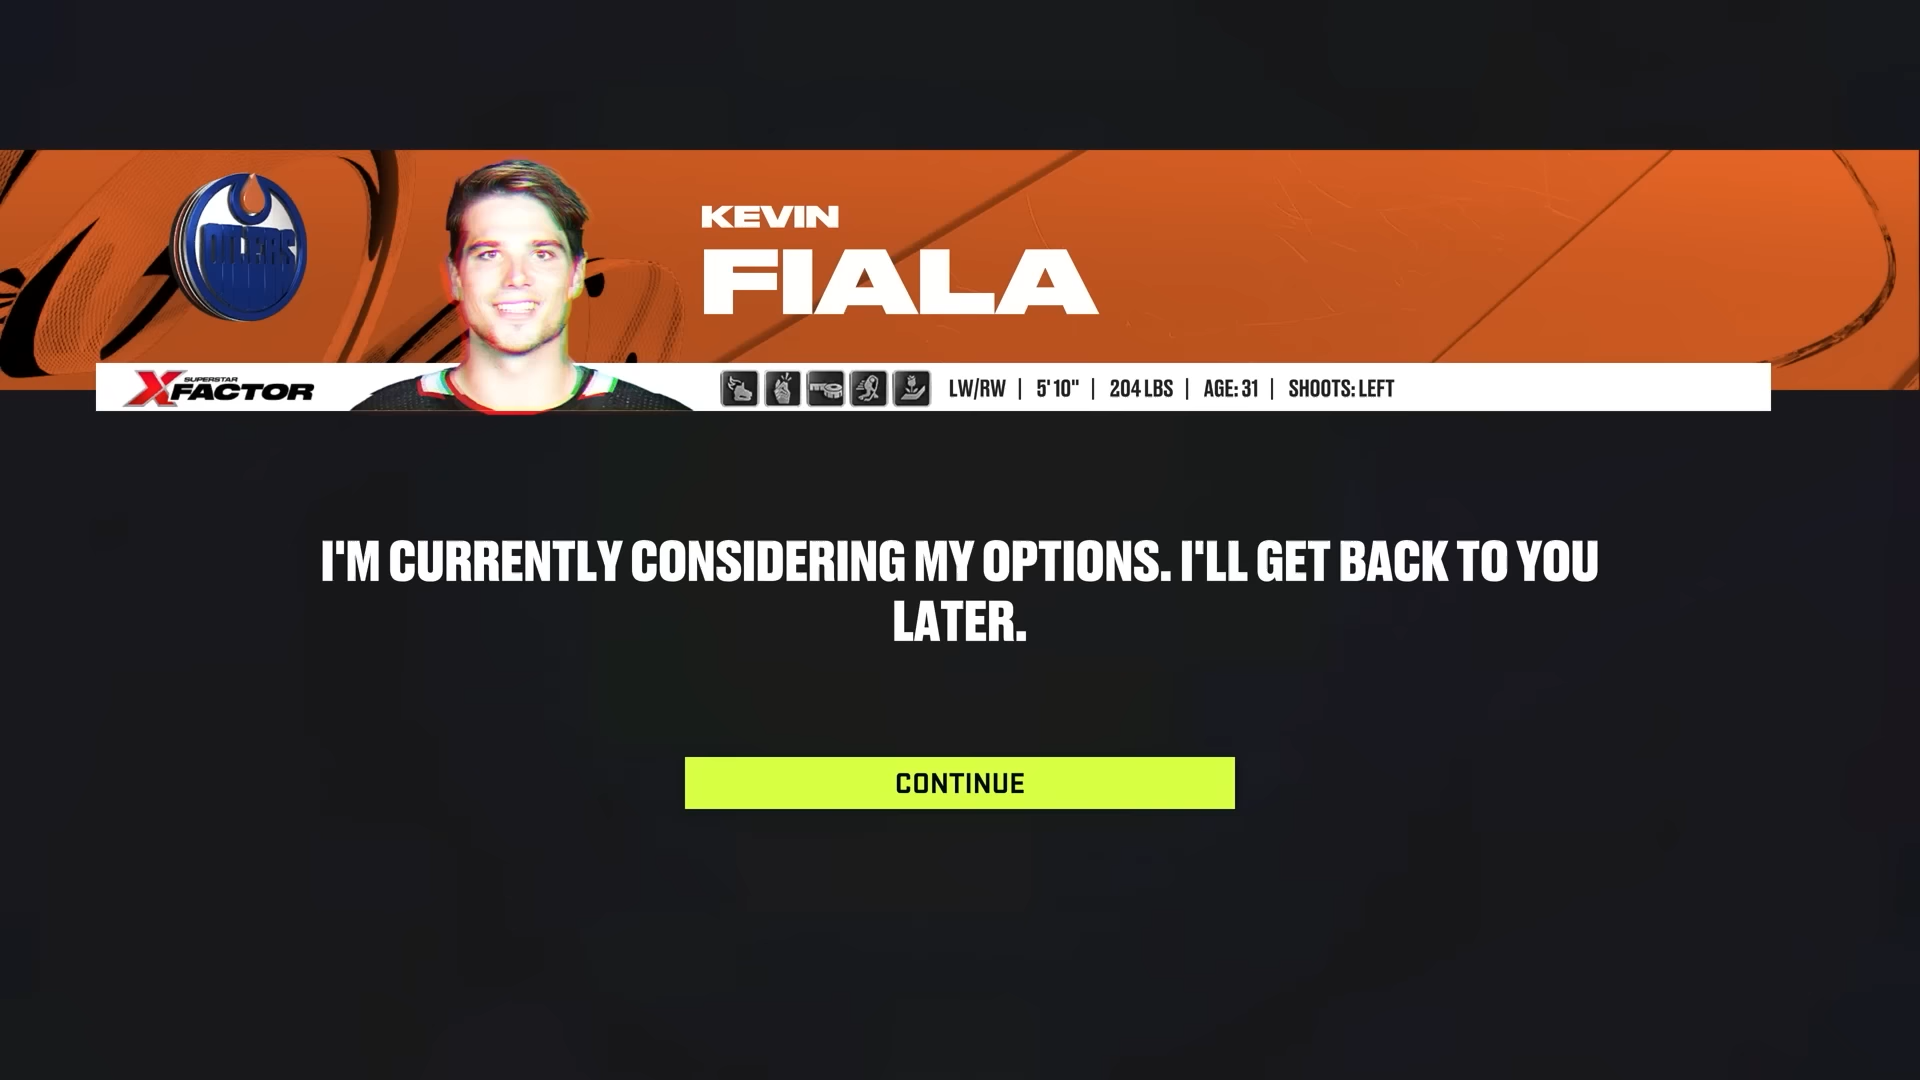 OILERS
KEVIN
FIALA
SUPERSTAR
XFACTOR
LW/RW | 5'10" | 204 LBS | AGE: 31 | SHOOTS: LEFT
I'M CURRENTLY CONSIDERING MY OPTIONS. I'LL GET BACK TO YOU
LATER.
CONTINUE